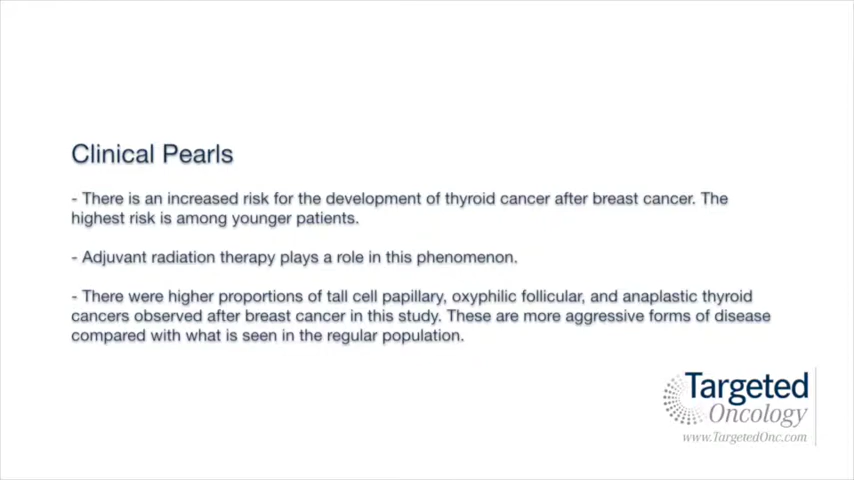 Clinical Pearls
- There is an increased risk for the development of thyroid cancer after breast cancer. The
highest risk is among younger patients.
- Adjuvant radiation therapy plays a role in this phenomenon.
- There were higher proportions of tall cell papillary, oxyphilic follicular, and anaplastic thyroid
cancers observed after breast cancer in this study. These are more aggressive forms of disease
compared with what is seen in the regular population.
Targeted
Oncology
www.TargetedOnc.com